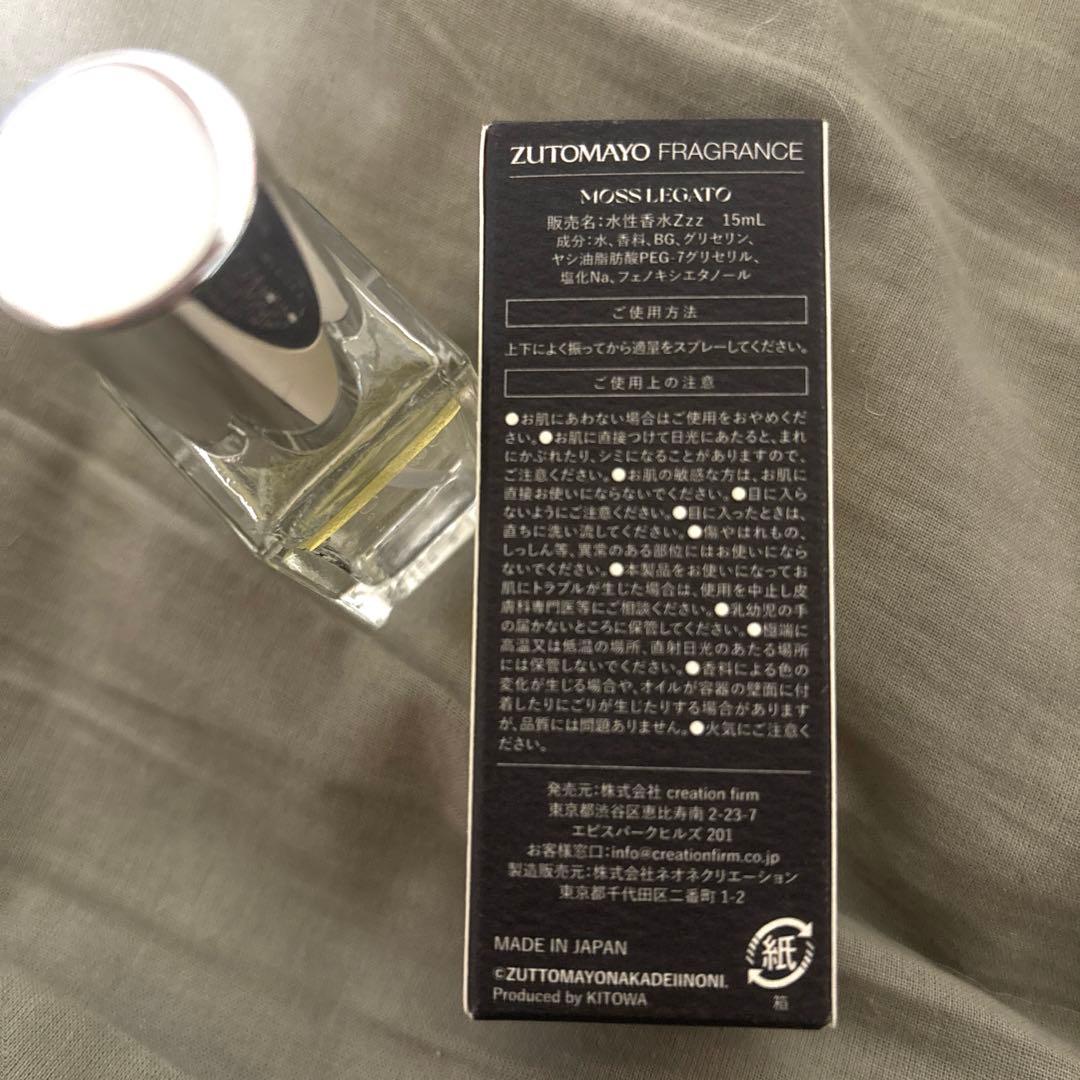 ZUTOMAYO FRAGRANCE
MOSS LEGATO
販売名：水性香水Zzz 15mL
成分：水、香料、BG、グリセリン、
ヤシ油脂肪酸PEG-7グリセリル、
塩化Na、フェノキシエタノール
ご使用方法
上下によく振ってから適量をスプレーしてください。
ご使用上の注意
●お肌にあわない場合はご使用をおやめくだ
さい。●お肌に直接つけて日光にあたると、まれ
にかぶれたり、シミになることがありますので、
ご注意ください。●お肌の敏感な方は、お肌に
直接お使いにならないでください。●目に入ら
ないようにご注意ください。●目に入ったときは、
直ちに洗い流してください。●傷やはれもの、
しっしん等、異常のある部位にはお使いになら
ないでください。●本製品をお使いになってお
肌にトラブルが生じた場合は、使用を中止し皮
膚科専門医等にご相談ください。●乳幼児の手
の届かないところに保管してください。●極端に
高温又は低温の場所、直射日光のあたる場所
には保管しないでください。●香料による色の
変化が生じる場合や、オイルが容器の壁面に付
着したりにごりが生じたりする場合があります
が、品質には問題ありません。●火気にご注意く
ださい。
発売元：株式会社 creation firm
東京都渋谷区恵比寿南 2-23-7
エビスパークヒルズ 201
お客様窓口：info@creationfirm.co.jp
製造販売元：株式会社ネオネクリエーション
東京都千代田区二番町 1-2
MADE IN JAPAN
©ZUTTOMAYONAKADEIINONI.
Produced by KITOWA
紙
箱